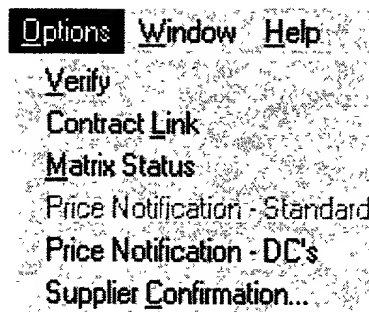 Options Window Help
Verify
Contract Link
Matrix Status
Price Notification - Standard
Price Notification - DC's
Supplier Confirmation...